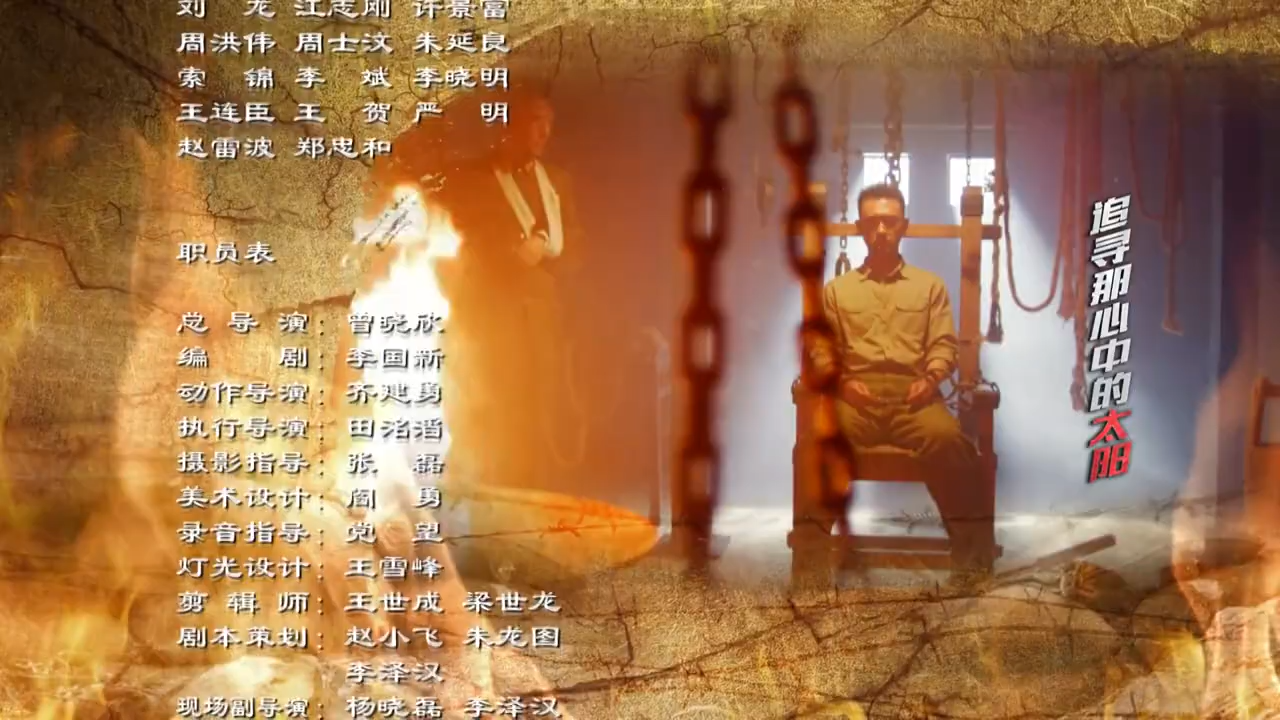 刘 龙 江志刚 许景富
周洪伟 周士汶 朱延良
索 锦 李 斌 李晓明
王连臣 王 贺 严 明
赵雷波 郑忠和
职员表
总导演：曾晓欣
编剧：李国新
动作导演：齐建勇
执行导演：田洺滔
摄影指导：张 磊
美术设计：阎 勇
录音指导：党 望
灯光设计：王雪峰
剪辑师：王世成 梁世龙
剧本策划：赵小飞 朱龙图
李泽汉
现场副导演：杨晓磊 李泽汉
追寻那心中的太阳